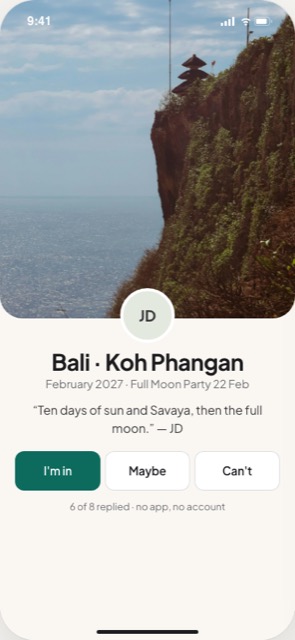 9:41
JD
Bali · Koh Phangan
February 2027 · Full Moon Party 22 Feb
“Ten days of sun and Savaya, then the full
moon.” — JD
I'm in
Maybe
Can't
6 of 8 replied · no app, no account